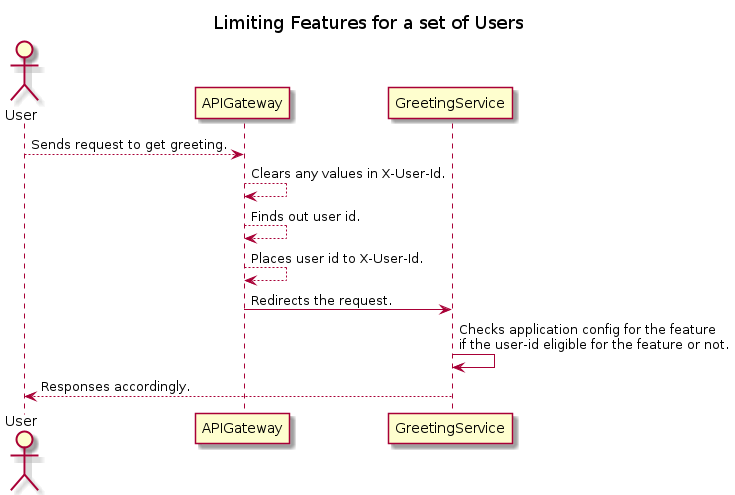 Limiting Features for a set of Users
User
APIGateway
GreetingService
Sends request to get greeting.
Clears any values in X-User-Id.
Finds out user id.
Places user id to X-User-Id.
Redirects the request.
Checks application config for the feature
if the user-id eligible for the feature or not.
Responses accordingly.
User
APIGateway
GreetingService